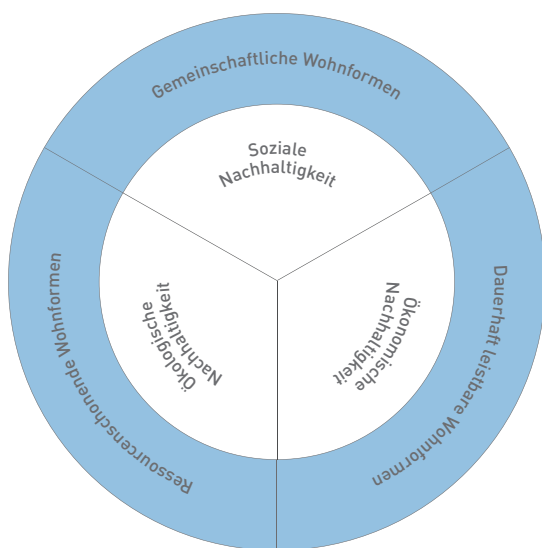 Gemeinschaftliche Wohnformen
Soziale
Nachhaltigkeit
Ressourcenschonende Wohnformen
Ökologische
Nachhaltigkeit
Ökonomische
Nachhaltigkeit
Dauerhaft leistbare Wohnformen